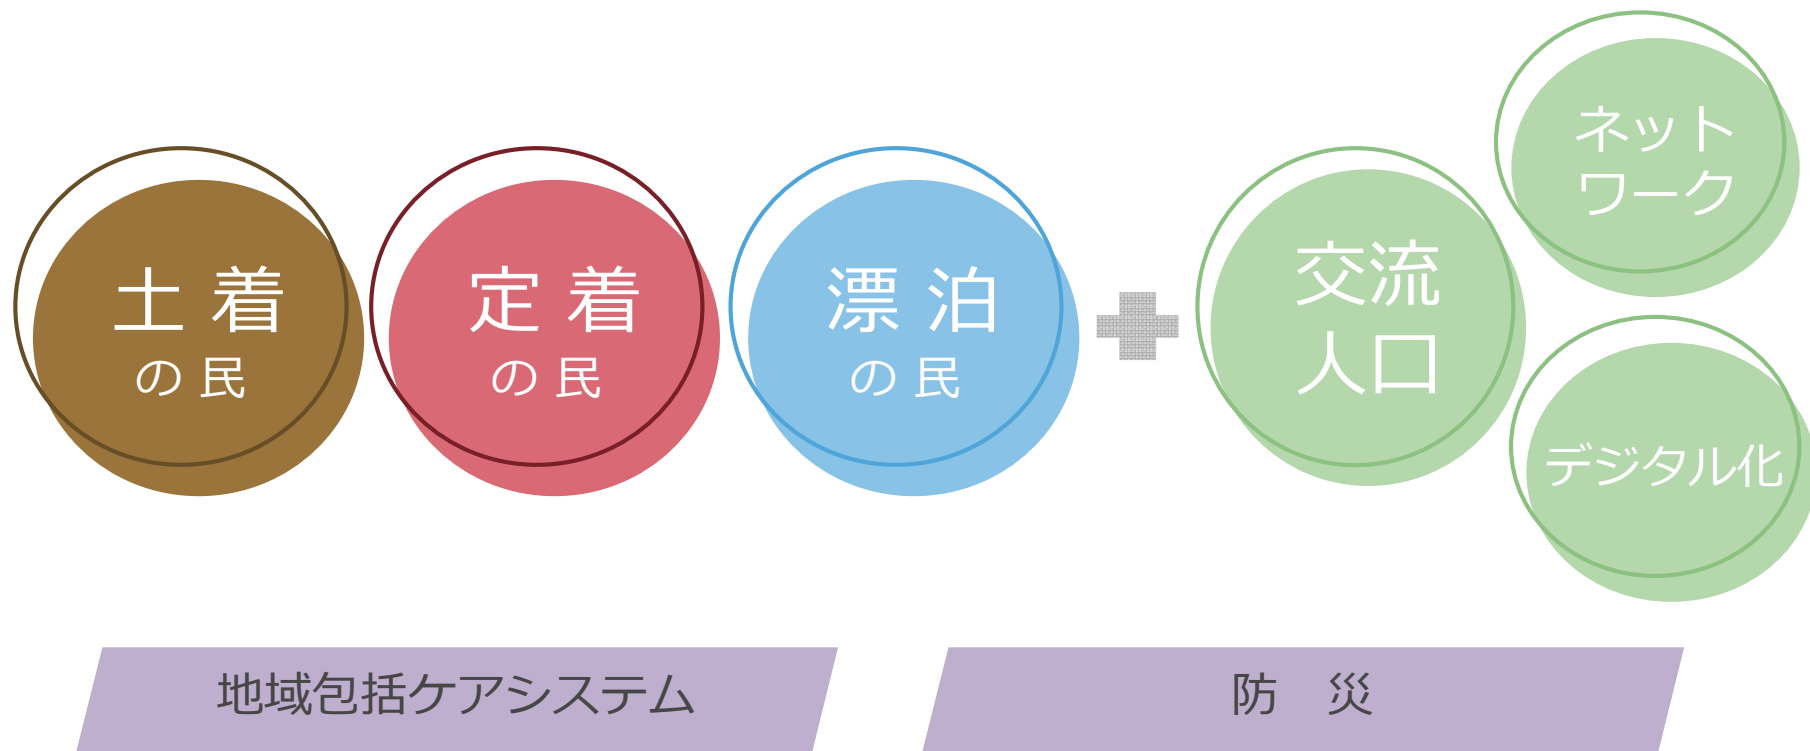 土着
の民
定着
の民
漂泊
の民
交流
人口
ネット
ワーク
デジタル化
地域包括ケアシステム
防　災